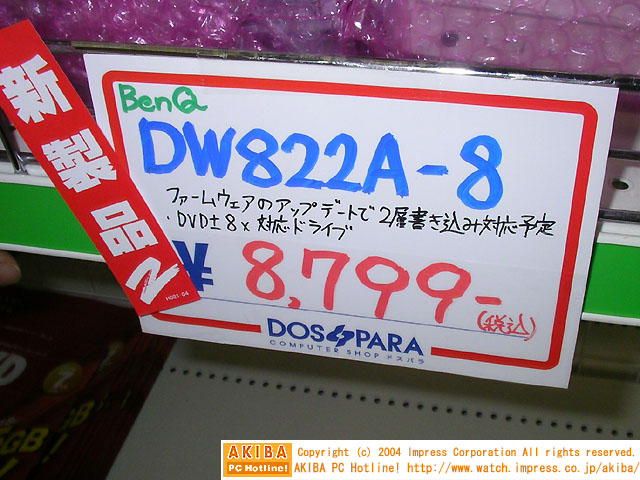 新製品
HG21-04
BenQ
DW822A-8
ファームウェアのアップデートで2層書き込み対応予定
・DVD±8x対応ドライブ
¥8,799-
(税込)
DOS PARA
COMPUTER SHOP ドスパラ
AKIBA
PC Hotline!
Copyright (c) 2004 Impress Corporation All rights reserved.
AKIBA PC Hotline! http://www.watch.impress.co.jp/akiba/